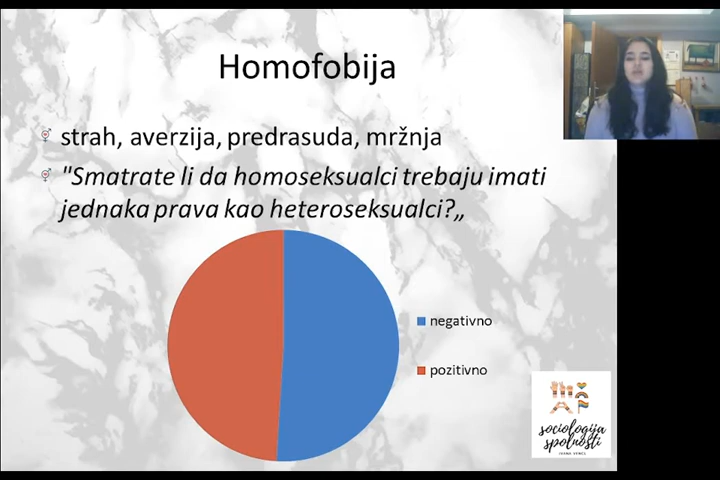 Homofobija
strah, averzija, predrasuda, mržnja
"Smatrate li da homoseksualci trebaju imati
jednaka prava kao heteroseksualci?„
negativno
pozitivno
sociologija
spolnosti